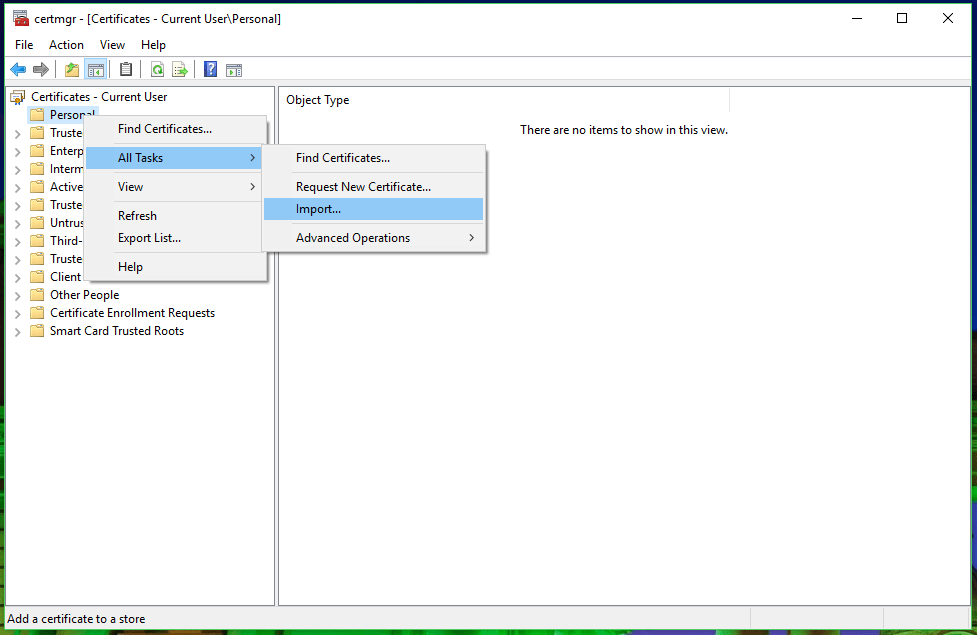 certmgr - [Certificates - Current User\Personal]
File Action View Help
Certificates - Current User
Personal
Truste
Enterp
Interm
Active
Truste
Untrus
Third-
Truste
Client
Other People
Certificate Enrollment Requests
Smart Card Trusted Roots
Find Certificates...
All Tasks
View
Refresh
Export List...
Help
Find Certificates...
Request New Certificate...
Import...
Advanced Operations
Object Type
There are no items to show in this view.
Add a certificate to a store